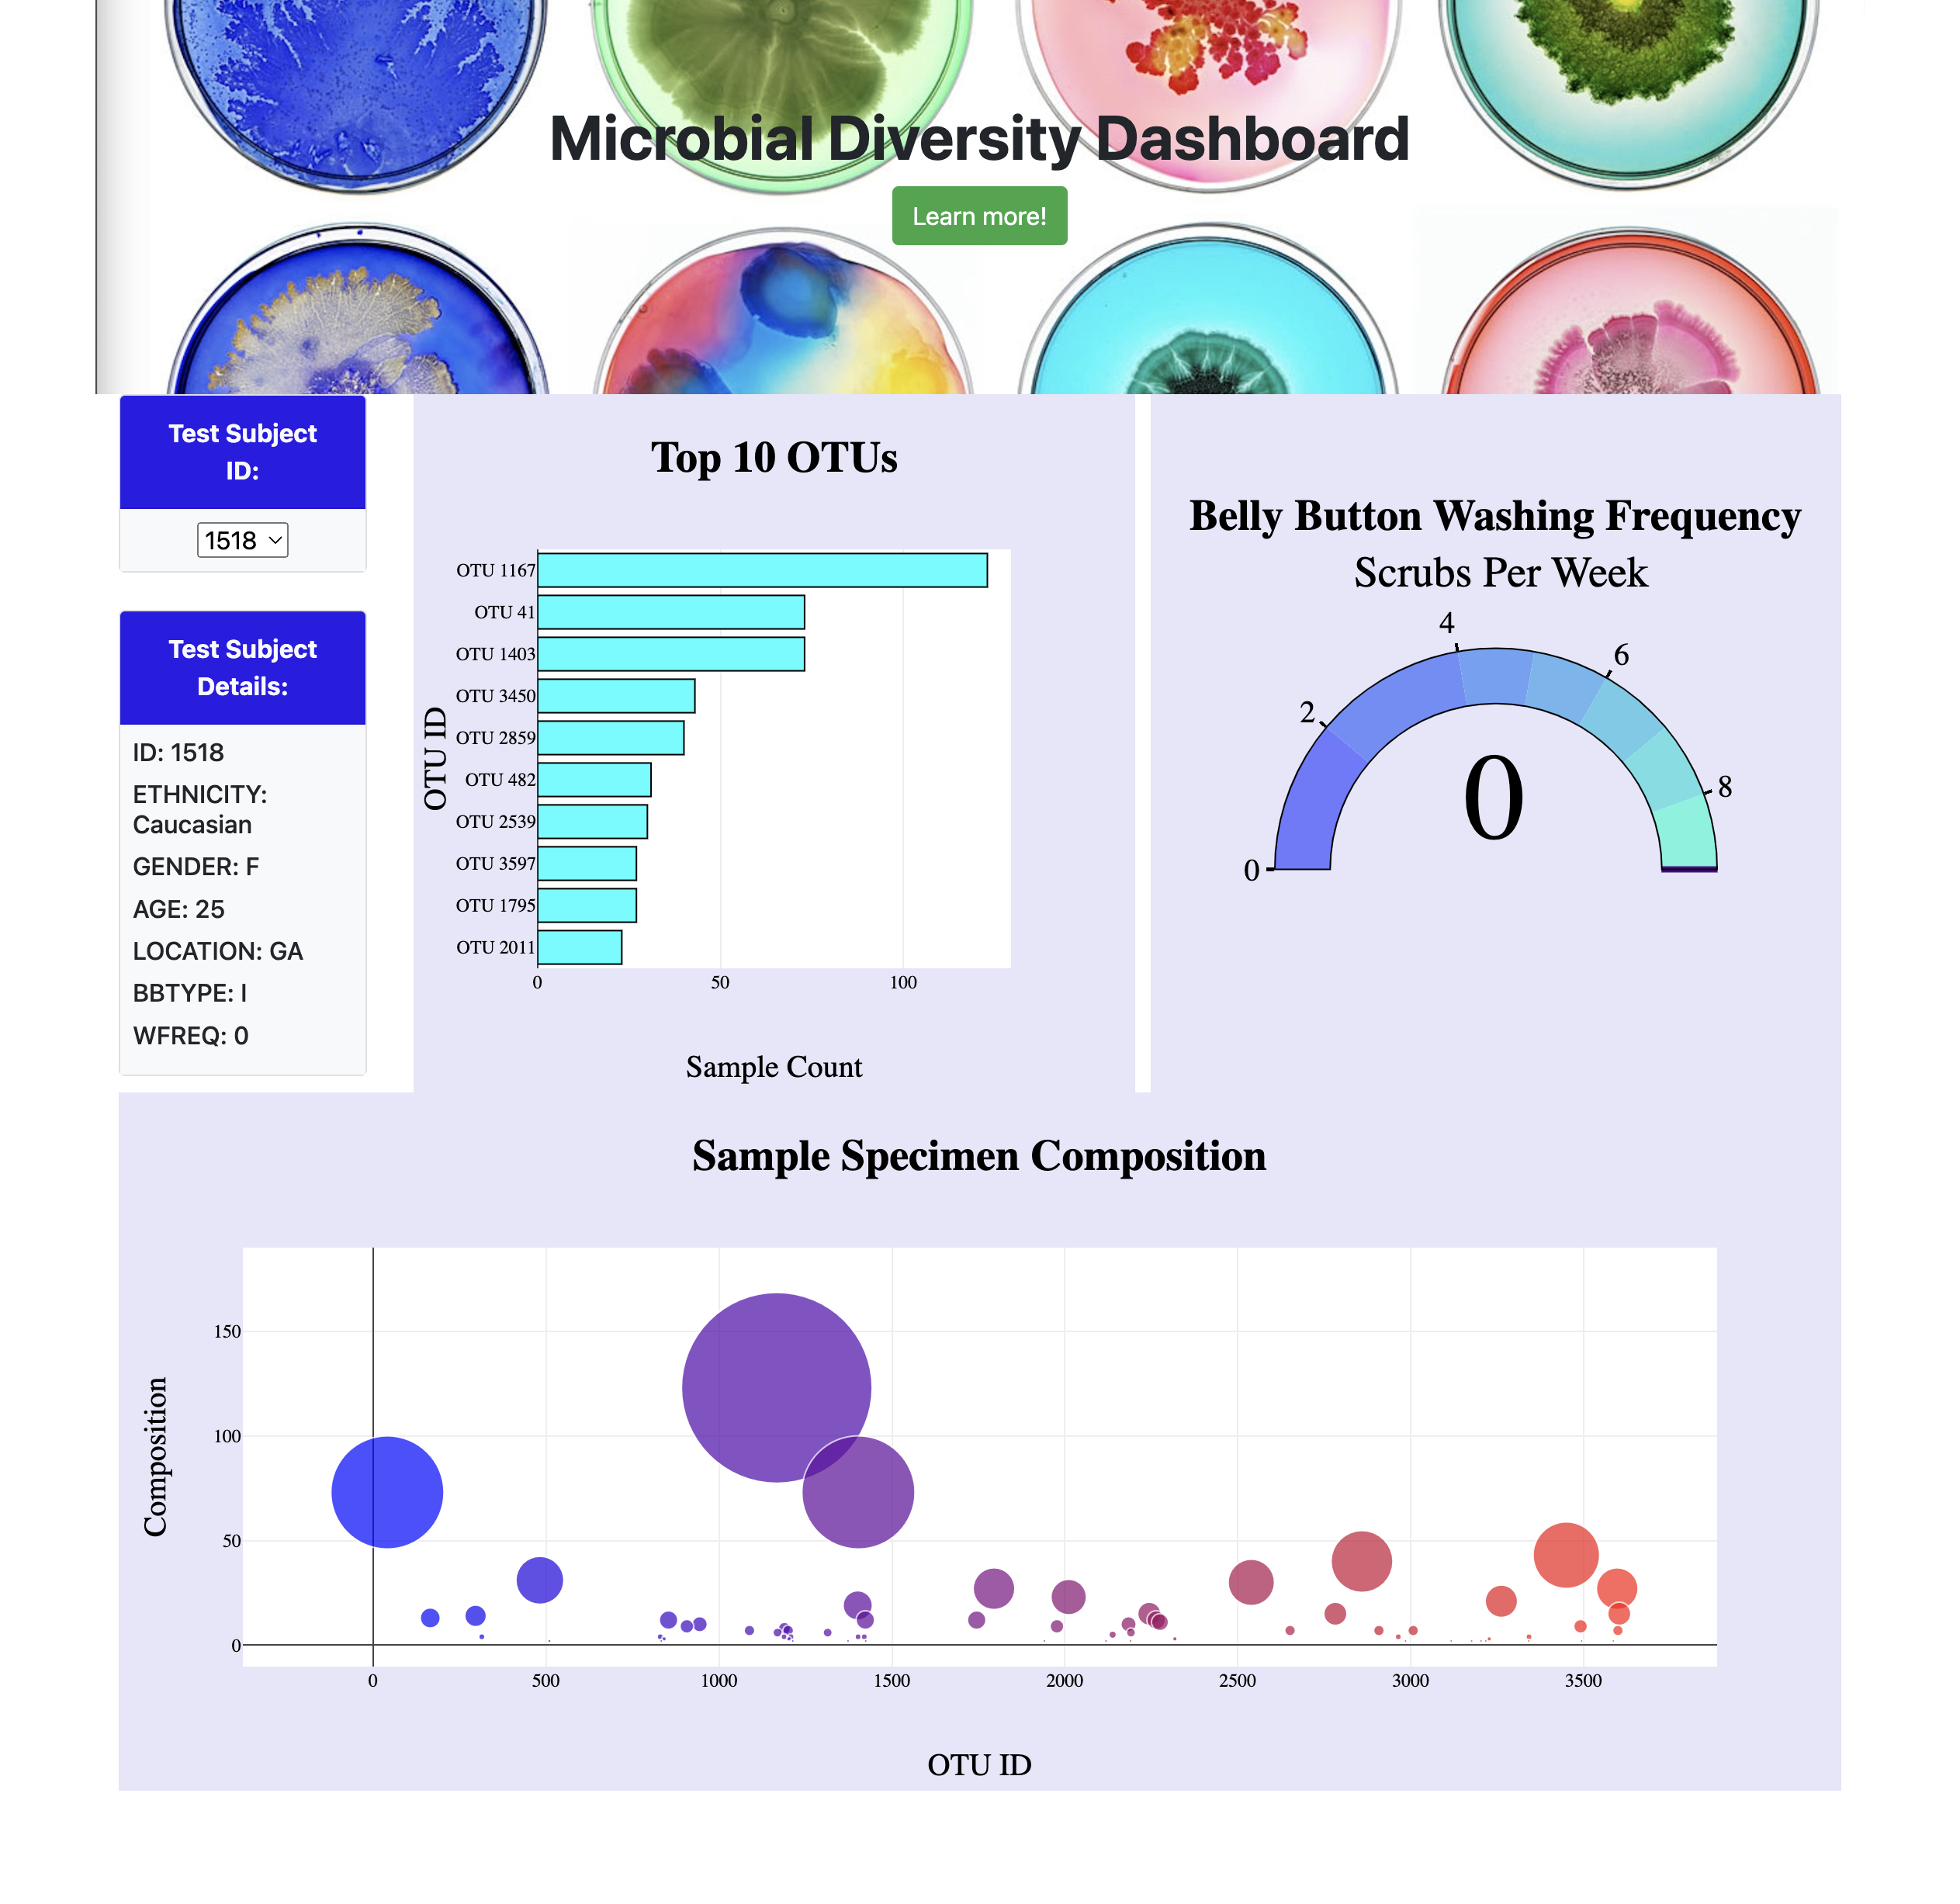 Microbial Diversity Dashboard
Learn more!
Test Subject
ID:
1518
Test Subject
Details:
ID: 1518
ETHNICITY:
Caucasian
GENDER: F
AGE: 25
LOCATION: GA
BBTYPE: I
WFREQ: 0
Top 10 OTUs
OTU ID
OTU 1167
OTU 41
OTU 1403
OTU 3450
OTU 2859
OTU 482
OTU 2539
OTU 3597
OTU 1795
OTU 2011
0 50 100
Sample Count
Belly Button Washing Frequency
Scrubs Per Week
0
2
4
6
8
0
Sample Specimen Composition
Composition
150
100
50
0
0 500 1000 1500 2000 2500 3000 3500
OTU ID